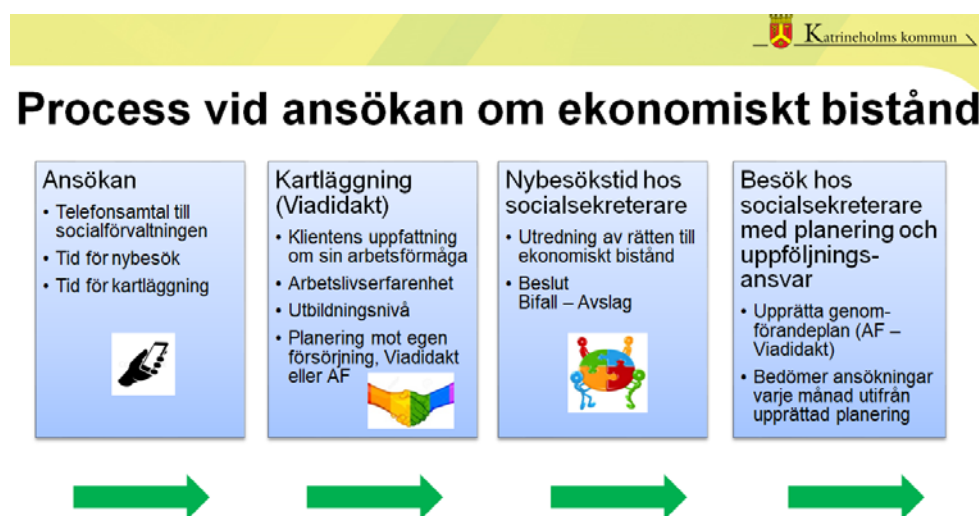 Katrineholms kommun
Process vid ansökan om ekonomiskt bistånd
Ansökan
• Telefonsamtal till
socialförvaltningen
• Tid för nybesök
• Tid för kartläggning
Kartläggning
(Viadidakt)
• Klientens uppfattning
om sin arbetsförmåga
• Arbetslivserfarenhet
• Utbildningsnivå
• Planering mot egen
försörjning, Viadidakt
eller AF
Nybesökstid hos
socialsekreterare
• Utredning av rätten till
ekonomiskt bistånd
• Beslut
Bifall – Avslag
Besök hos
socialsekreterare
med planering och
uppföljnings-
ansvar
• Upprätta genom-
förandeplan (AF –
Viadidakt)
• Bedömer ansökningar
varje månad utifrån
upprättad planering